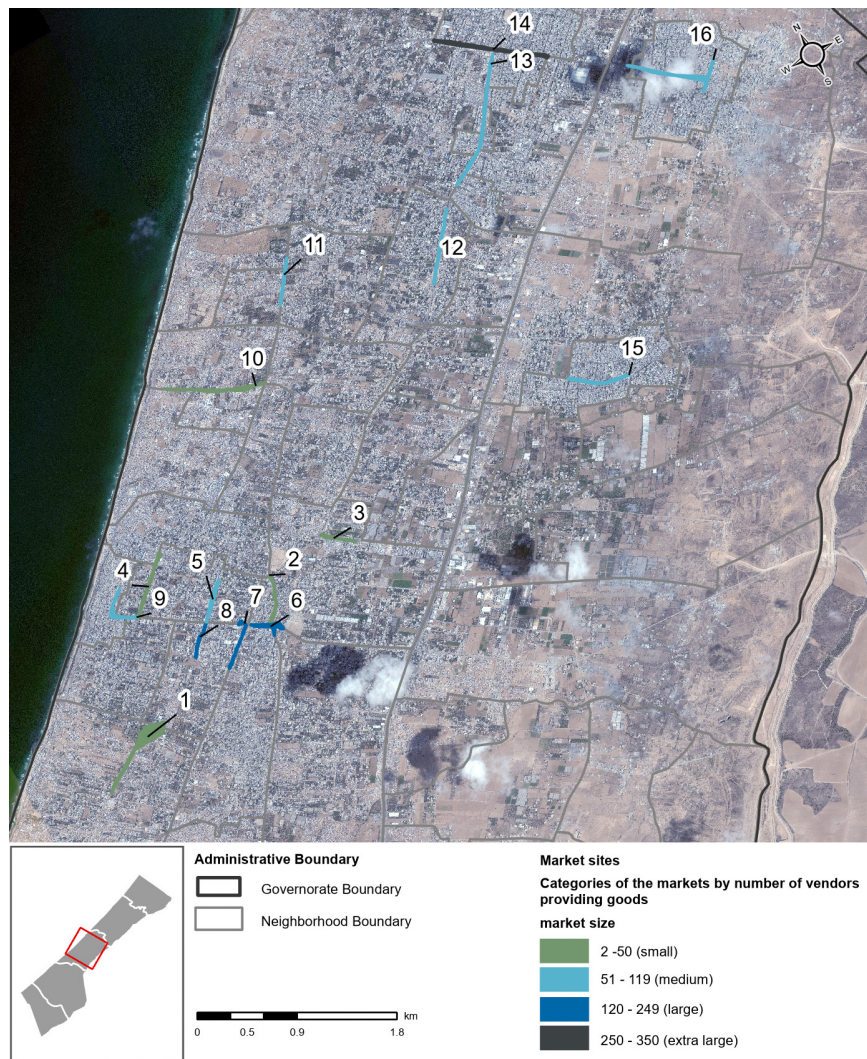 14
13
16
N
E
W
S
12
11
15
10
3
2
5
4
9
8
7
6
1
Administrative Boundary
Governorate Boundary
Neighborhood Boundary
km
0 0.5 0.9 1.8
Market sites
Categories of the markets by number of vendors
providing goods
market size
2 -50 (small)
51 - 119 (medium)
120 - 249 (large)
250 - 350 (extra large)